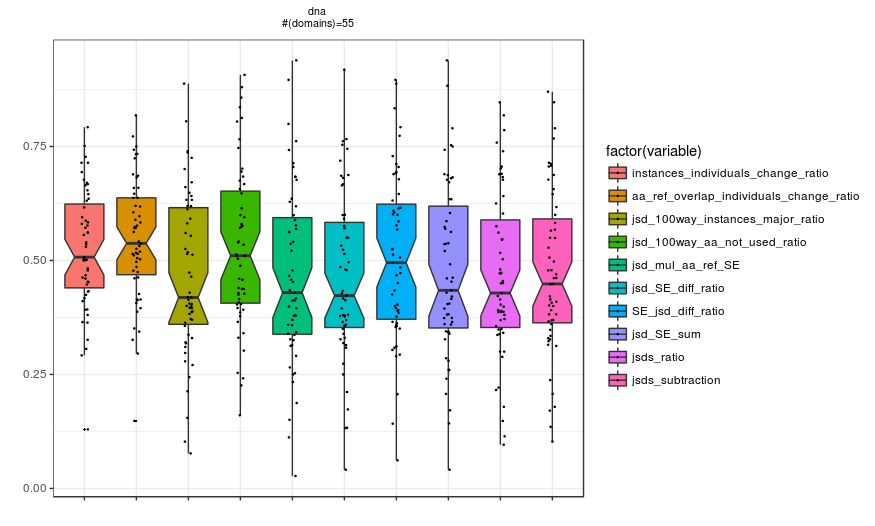 dna
#(domains)=55
0.75
0.50
0.25
0.00
factor(variable)
instances_individuals_change_ratio
aa_ref_overlap_individuals_change_ratio
jsd_100way_instances_major_ratio
jsd_100way_aa_not_used_ratio
jsd_mul_aa_ref_SE
jsd_SE_diff_ratio
SE_jsd_diff_ratio
jsd_SE_sum
jsds_ratio
jsds_subtraction